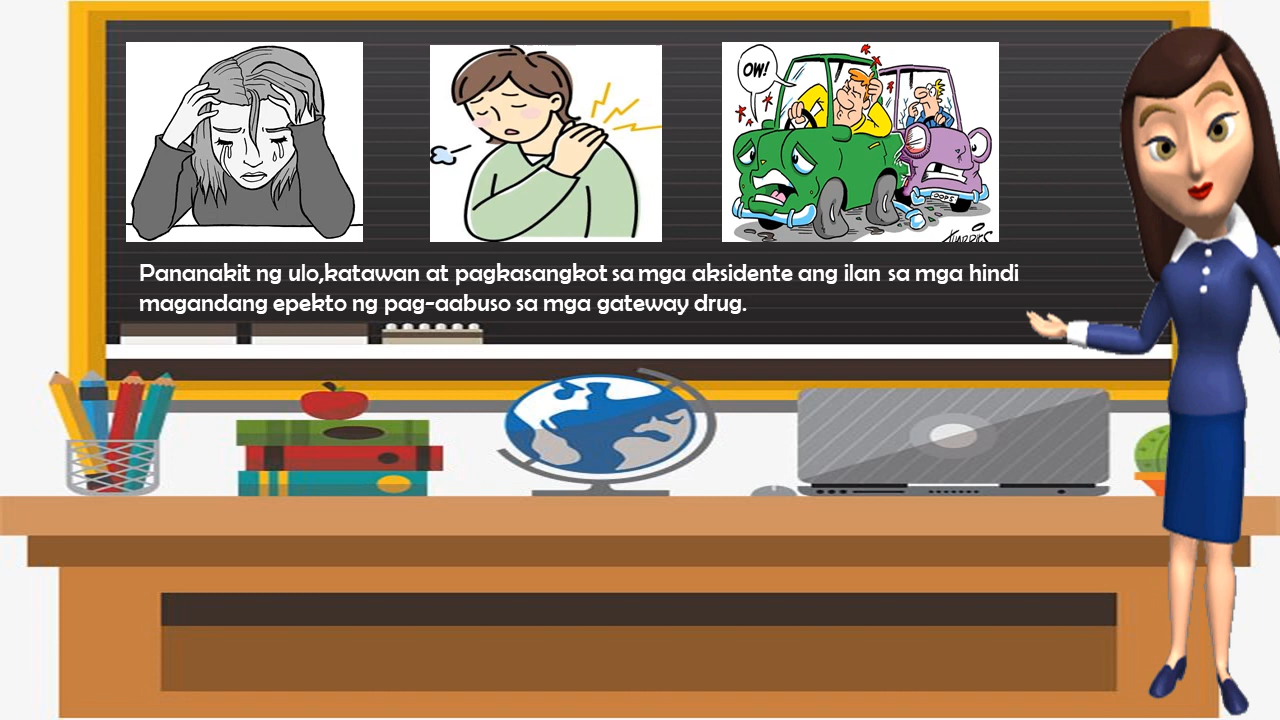 OW!
OOPS
Pananakit ng ulo,katawan at pagkasangkot sa mga aksidente ang ilan sa mga hindi
magandang epekto ng pag-aabuso sa mga gateway drug.